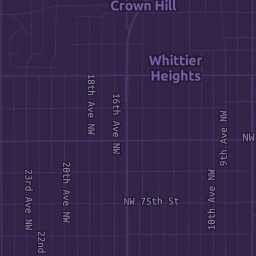 Crown Hill
Whittier
Heights
18th Ave NW
16th Ave NW
9th Ave NW
NW
20th Ave NW
23rd Ave NW
10th Ave NW
NW 75th St
22nd